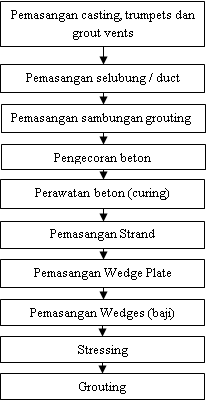 Pemasangan casting, trumpets dan
grout vents
Pemasangan selubung / duct
Pemasangan sambungan grouting
Pengecoran beton
Perawatan beton (curing)
Pemasangan Strand
Pemasangan Wedge Plate
Pemasangan Wedges (baji)
Stressing
Grouting